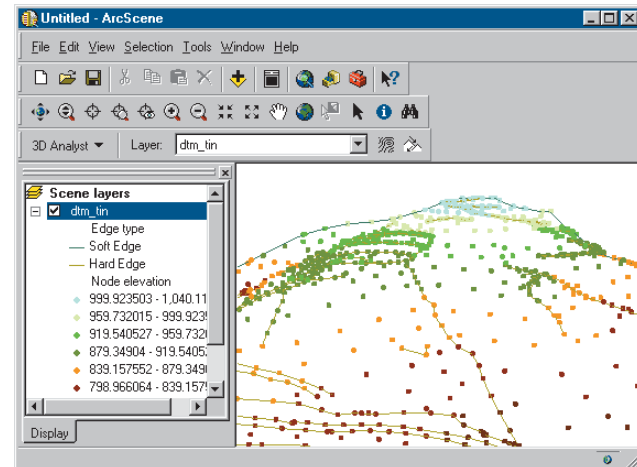 Untitled - ArcScene
File Edit View Selection Tools Window Help
3D Analyst Layer: dtm_tin
Scene layers
dtm_tin
Edge type
Soft Edge
Hard Edge
Node elevation
999.923503 - 1,040.11
959.732015 - 999.923
919.540527 - 959.732
879.34904 - 919.5405
839.157552 - 879.349
798.966064 - 839.157
Display